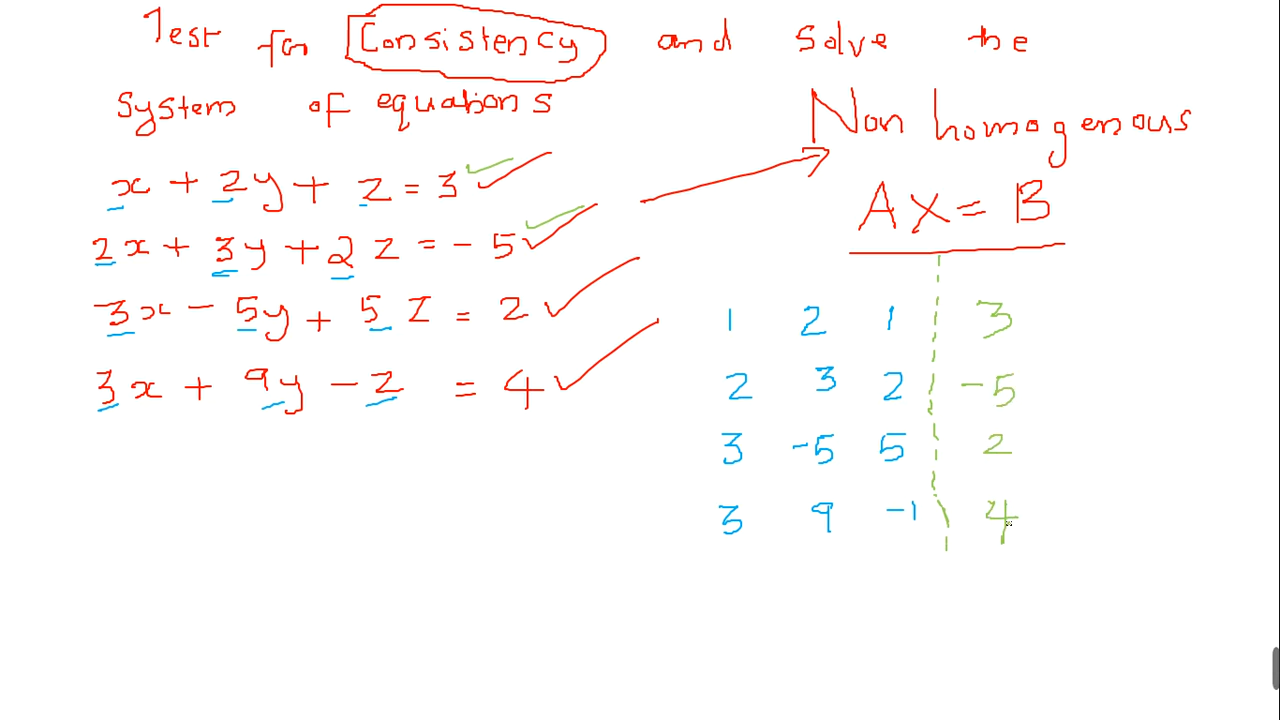 Test for Consistency and solve the
System of equations
Non homogenous
x + 2y + z = 3
2x + 3y + 2z = -5
3x - 5y + 5z = 2
3x + 9y - z = 4
AX = B
1 2 1 3
2 3 2 -5
3 -5 5 2
3 9 -1 4